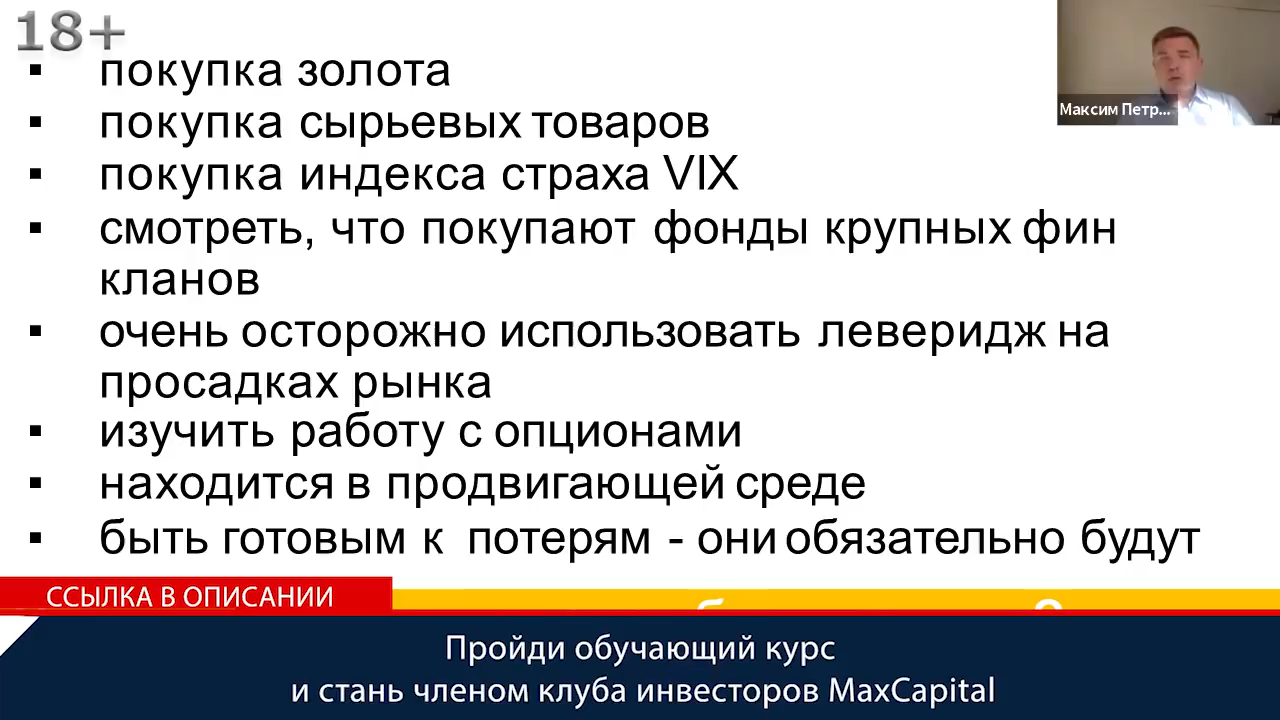 18+
Максим Петр...
▪ покупка золота
▪ покупка сырьевых товаров
▪ покупка индекса страха VIX
▪ смотреть, что покупают фонды крупных фин
кланов
▪ очень осторожно использовать леверидж на
просадках рынка
▪ изучить работу с опционами
▪ находится в продвигающей среде
▪ быть готовым к потерям - они обязательно будут
ССЫЛКА В ОПИСАНИИ
Пройди обучающий курс
и стань членом клуба инвесторов MaxCapital